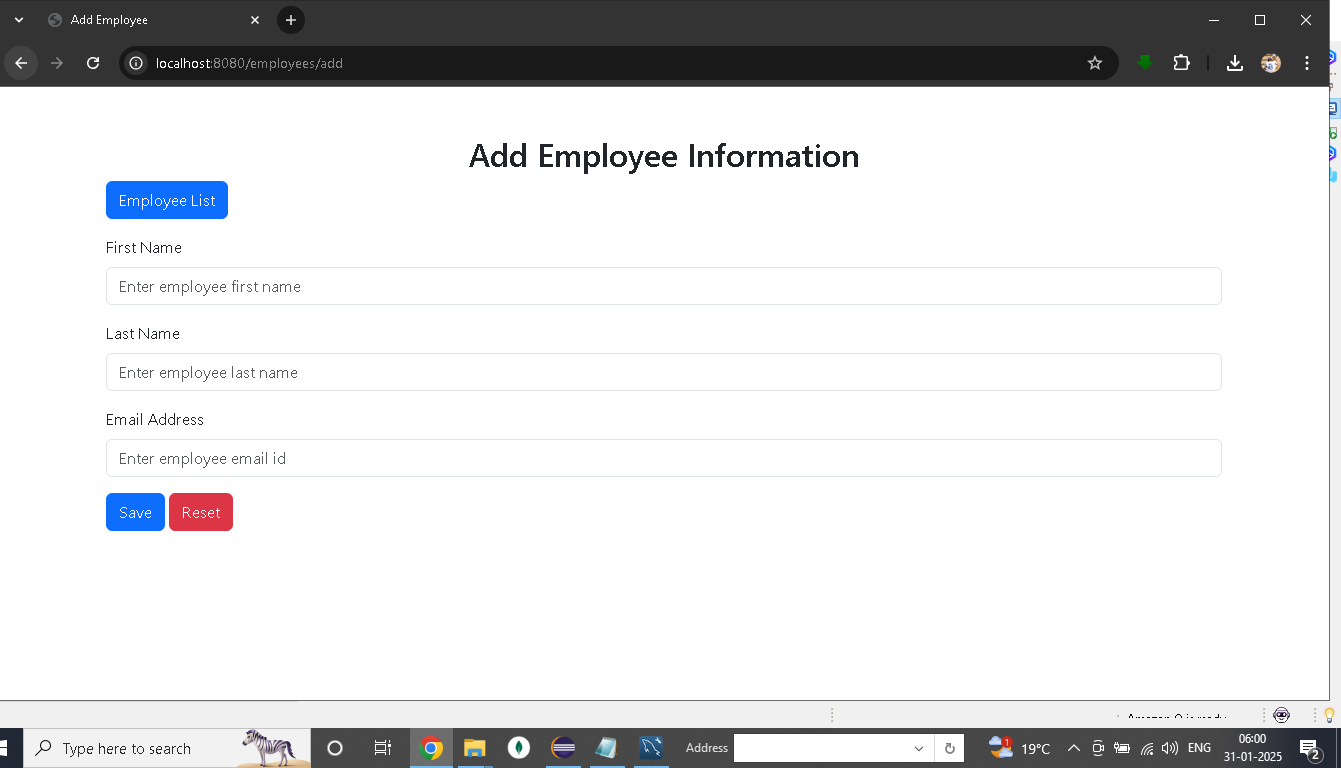 Add Employee
localhost:8080/employees/add
Add Employee Information
Employee List
First Name
Enter employee first name
Last Name
Enter employee last name
Email Address
Enter employee email id
Save Reset
Type here to search
Address
1
19°C
ENG
06:00
31-01-2025
2